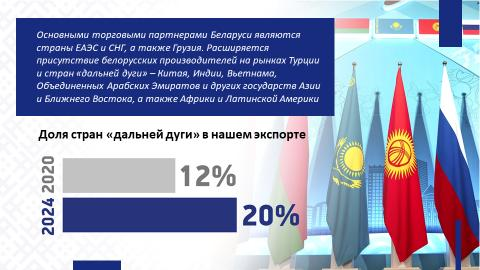 Основными торговыми партнерами Беларуси являются
страны ЕАЭС и СНГ, а также Грузия. Расширяется
присутствие белорусских производителей на рынках Турции
и стран «дальней дуги» – Китая, Индии, Вьетнама,
Объединенных Арабских Эмиратов и других государств Азии
и Ближнего Востока, а также Африки и Латинской Америки
Доля стран «дальней дуги» в нашем экспорте
2020
12%
2024
20%